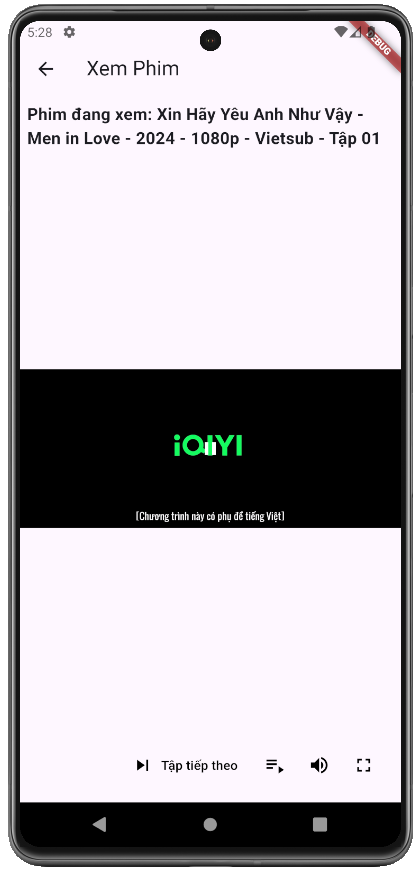 5:28
DEBUG
Xem Phim
Phim đang xem: Xin Hãy Yêu Anh Như Vậy -
Men in Love - 2024 - 1080p - Vietsub - Tập 01
iQIYI
[Chương trình này có phụ đề tiếng Việt]
Tập tiếp theo